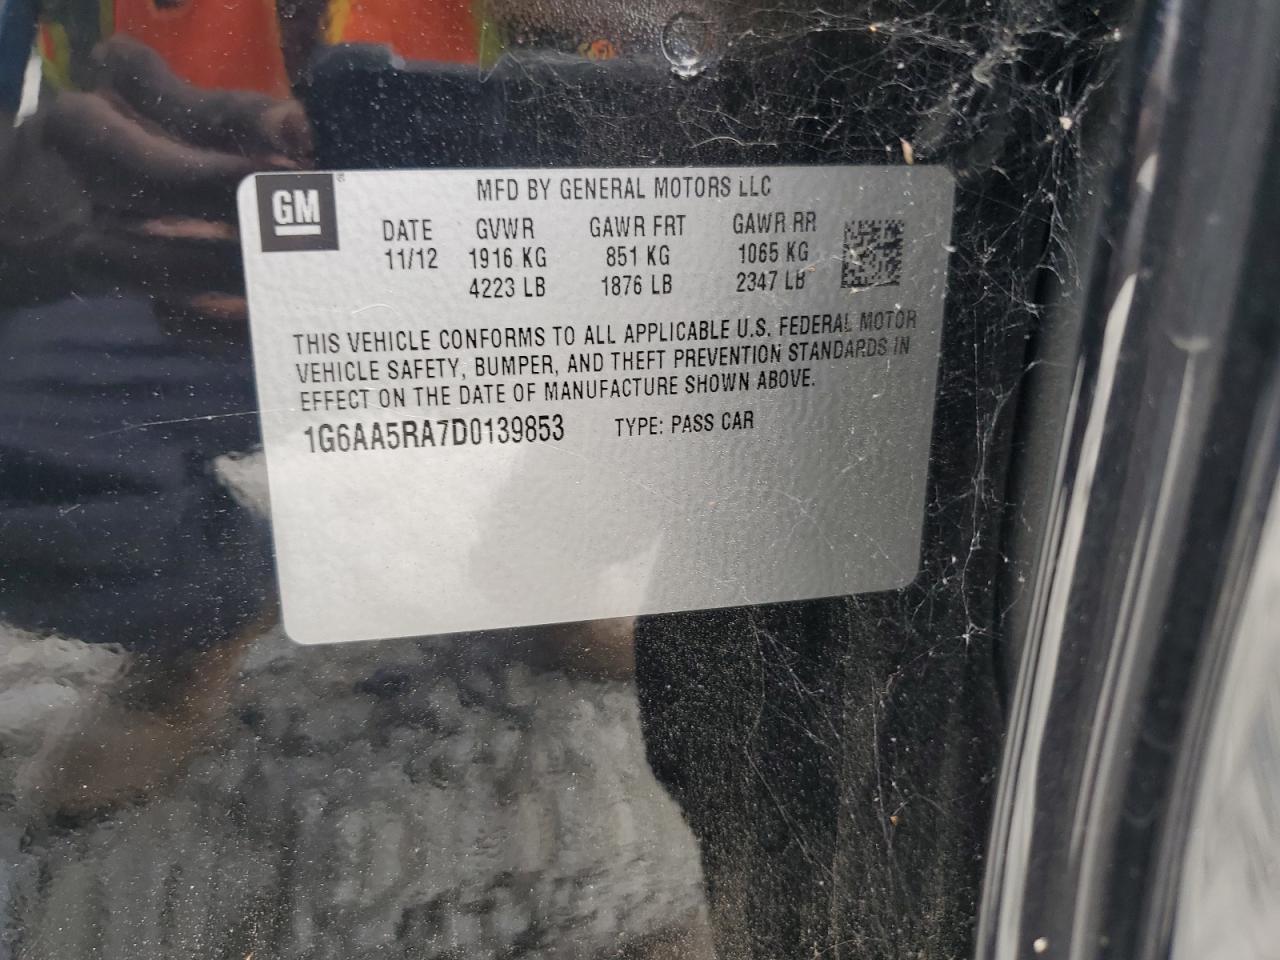 GM
MFD BY GENERAL MOTORS LLC
DATE GVWR GAWR FRT GAWR RR
11/12 1916 KG 851 KG 1065 KG
4223 LB 1876 LB 2347 LB
THIS VEHICLE CONFORMS TO ALL APPLICABLE U.S. FEDERAL MOTOR
VEHICLE SAFETY, BUMPER, AND THEFT PREVENTION STANDARDS IN
EFFECT ON THE DATE OF MANUFACTURE SHOWN ABOVE.
1G6AA5RA7D0139853 TYPE: PASS CAR